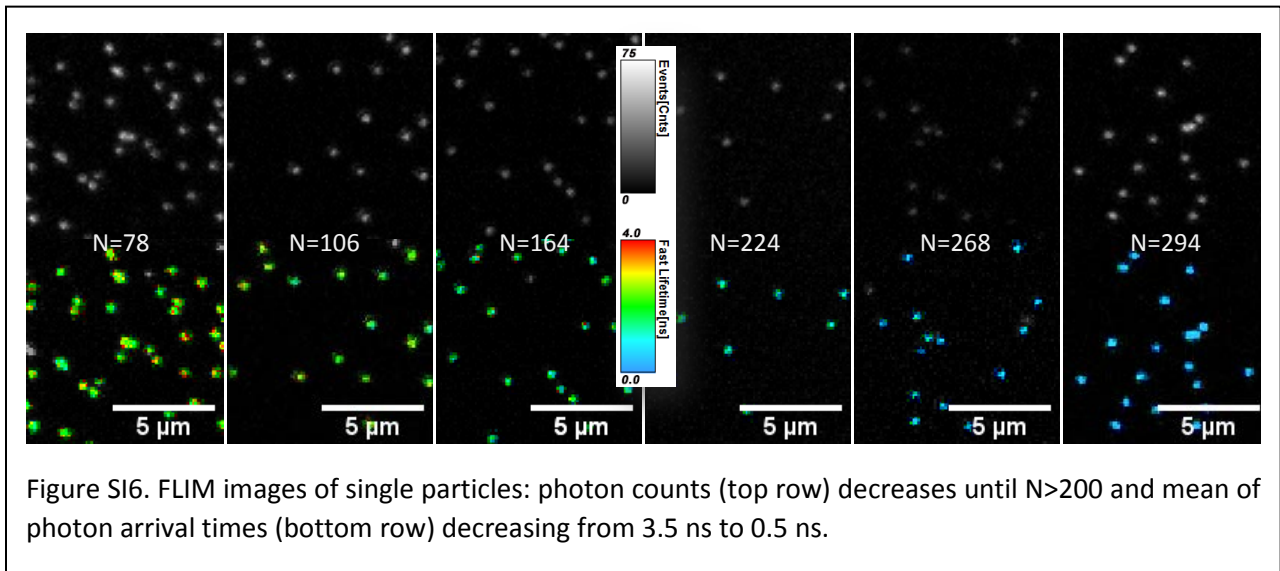 75
Events[Cnts]
0
N=78 N=106 N=164 N=224 N=268 N=294
4.0
Fast Lifetime[ns]
0.0
5 µm 5 µm 5 µm 5 µm 5 µm 5 µm
Figure SI6. FLIM images of single particles: photon counts (top row) decreases until N>200 and mean of
photon arrival times (bottom row) decreasing from 3.5 ns to 0.5 ns.